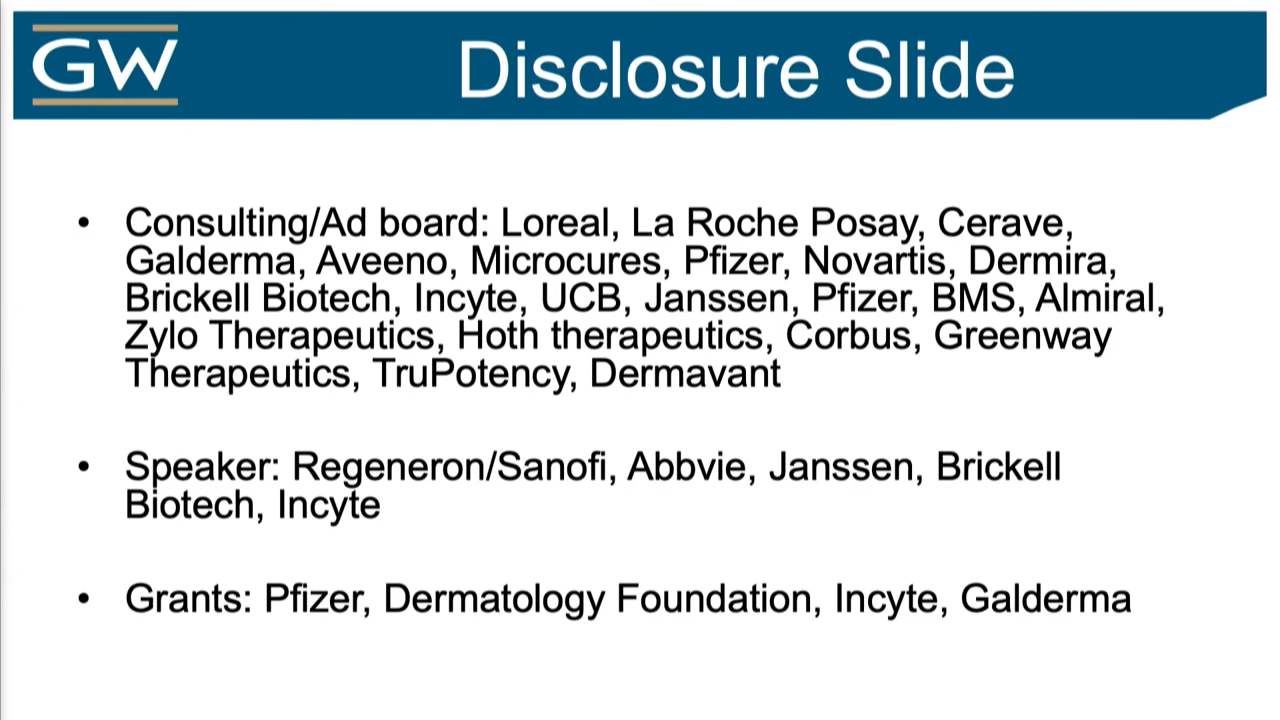 GW
Disclosure Slide
• Consulting/Ad board: Loreal, La Roche Posay, Cerave,
Galderma, Aveeno, Microcures, Pfizer, Novartis, Dermira,
Brickell Biotech, Incyte, UCB, Janssen, Pfizer, BMS, Almiral,
Zylo Therapeutics, Hoth therapeutics, Corbus, Greenway
Therapeutics, TruPotency, Dermavant
• Speaker: Regeneron/Sanofi, Abbvie, Janssen, Brickell
Biotech, Incyte
• Grants: Pfizer, Dermatology Foundation, Incyte, Galderma